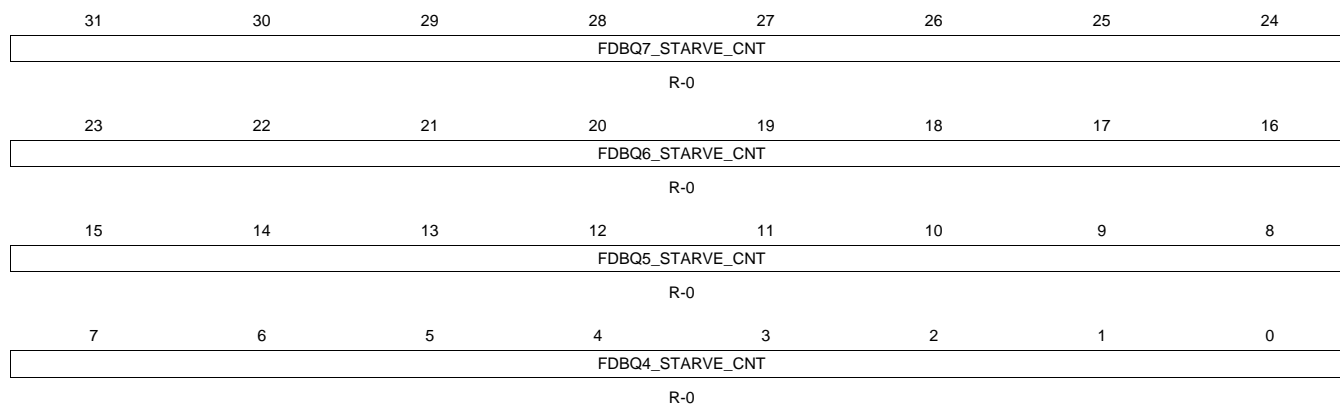 31 30 29 28 27 26 25 24
FDBQ7_STARVE_CNT
R-0
23 22 21 20 19 18 17 16
FDBQ6_STARVE_CNT
R-0
15 14 13 12 11 10 9 8
FDBQ5_STARVE_CNT
R-0
7 6 5 4 3 2 1 0
FDBQ4_STARVE_CNT
R-0